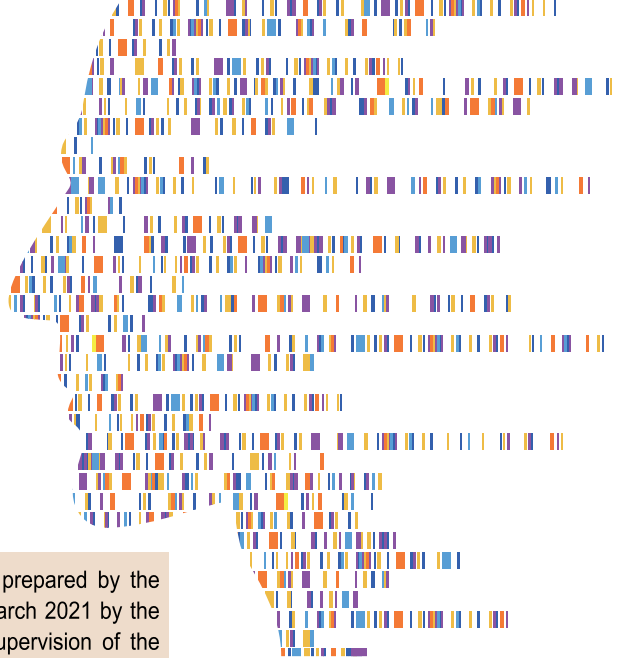 prepared by the
arch 2021 by the
upervision of the